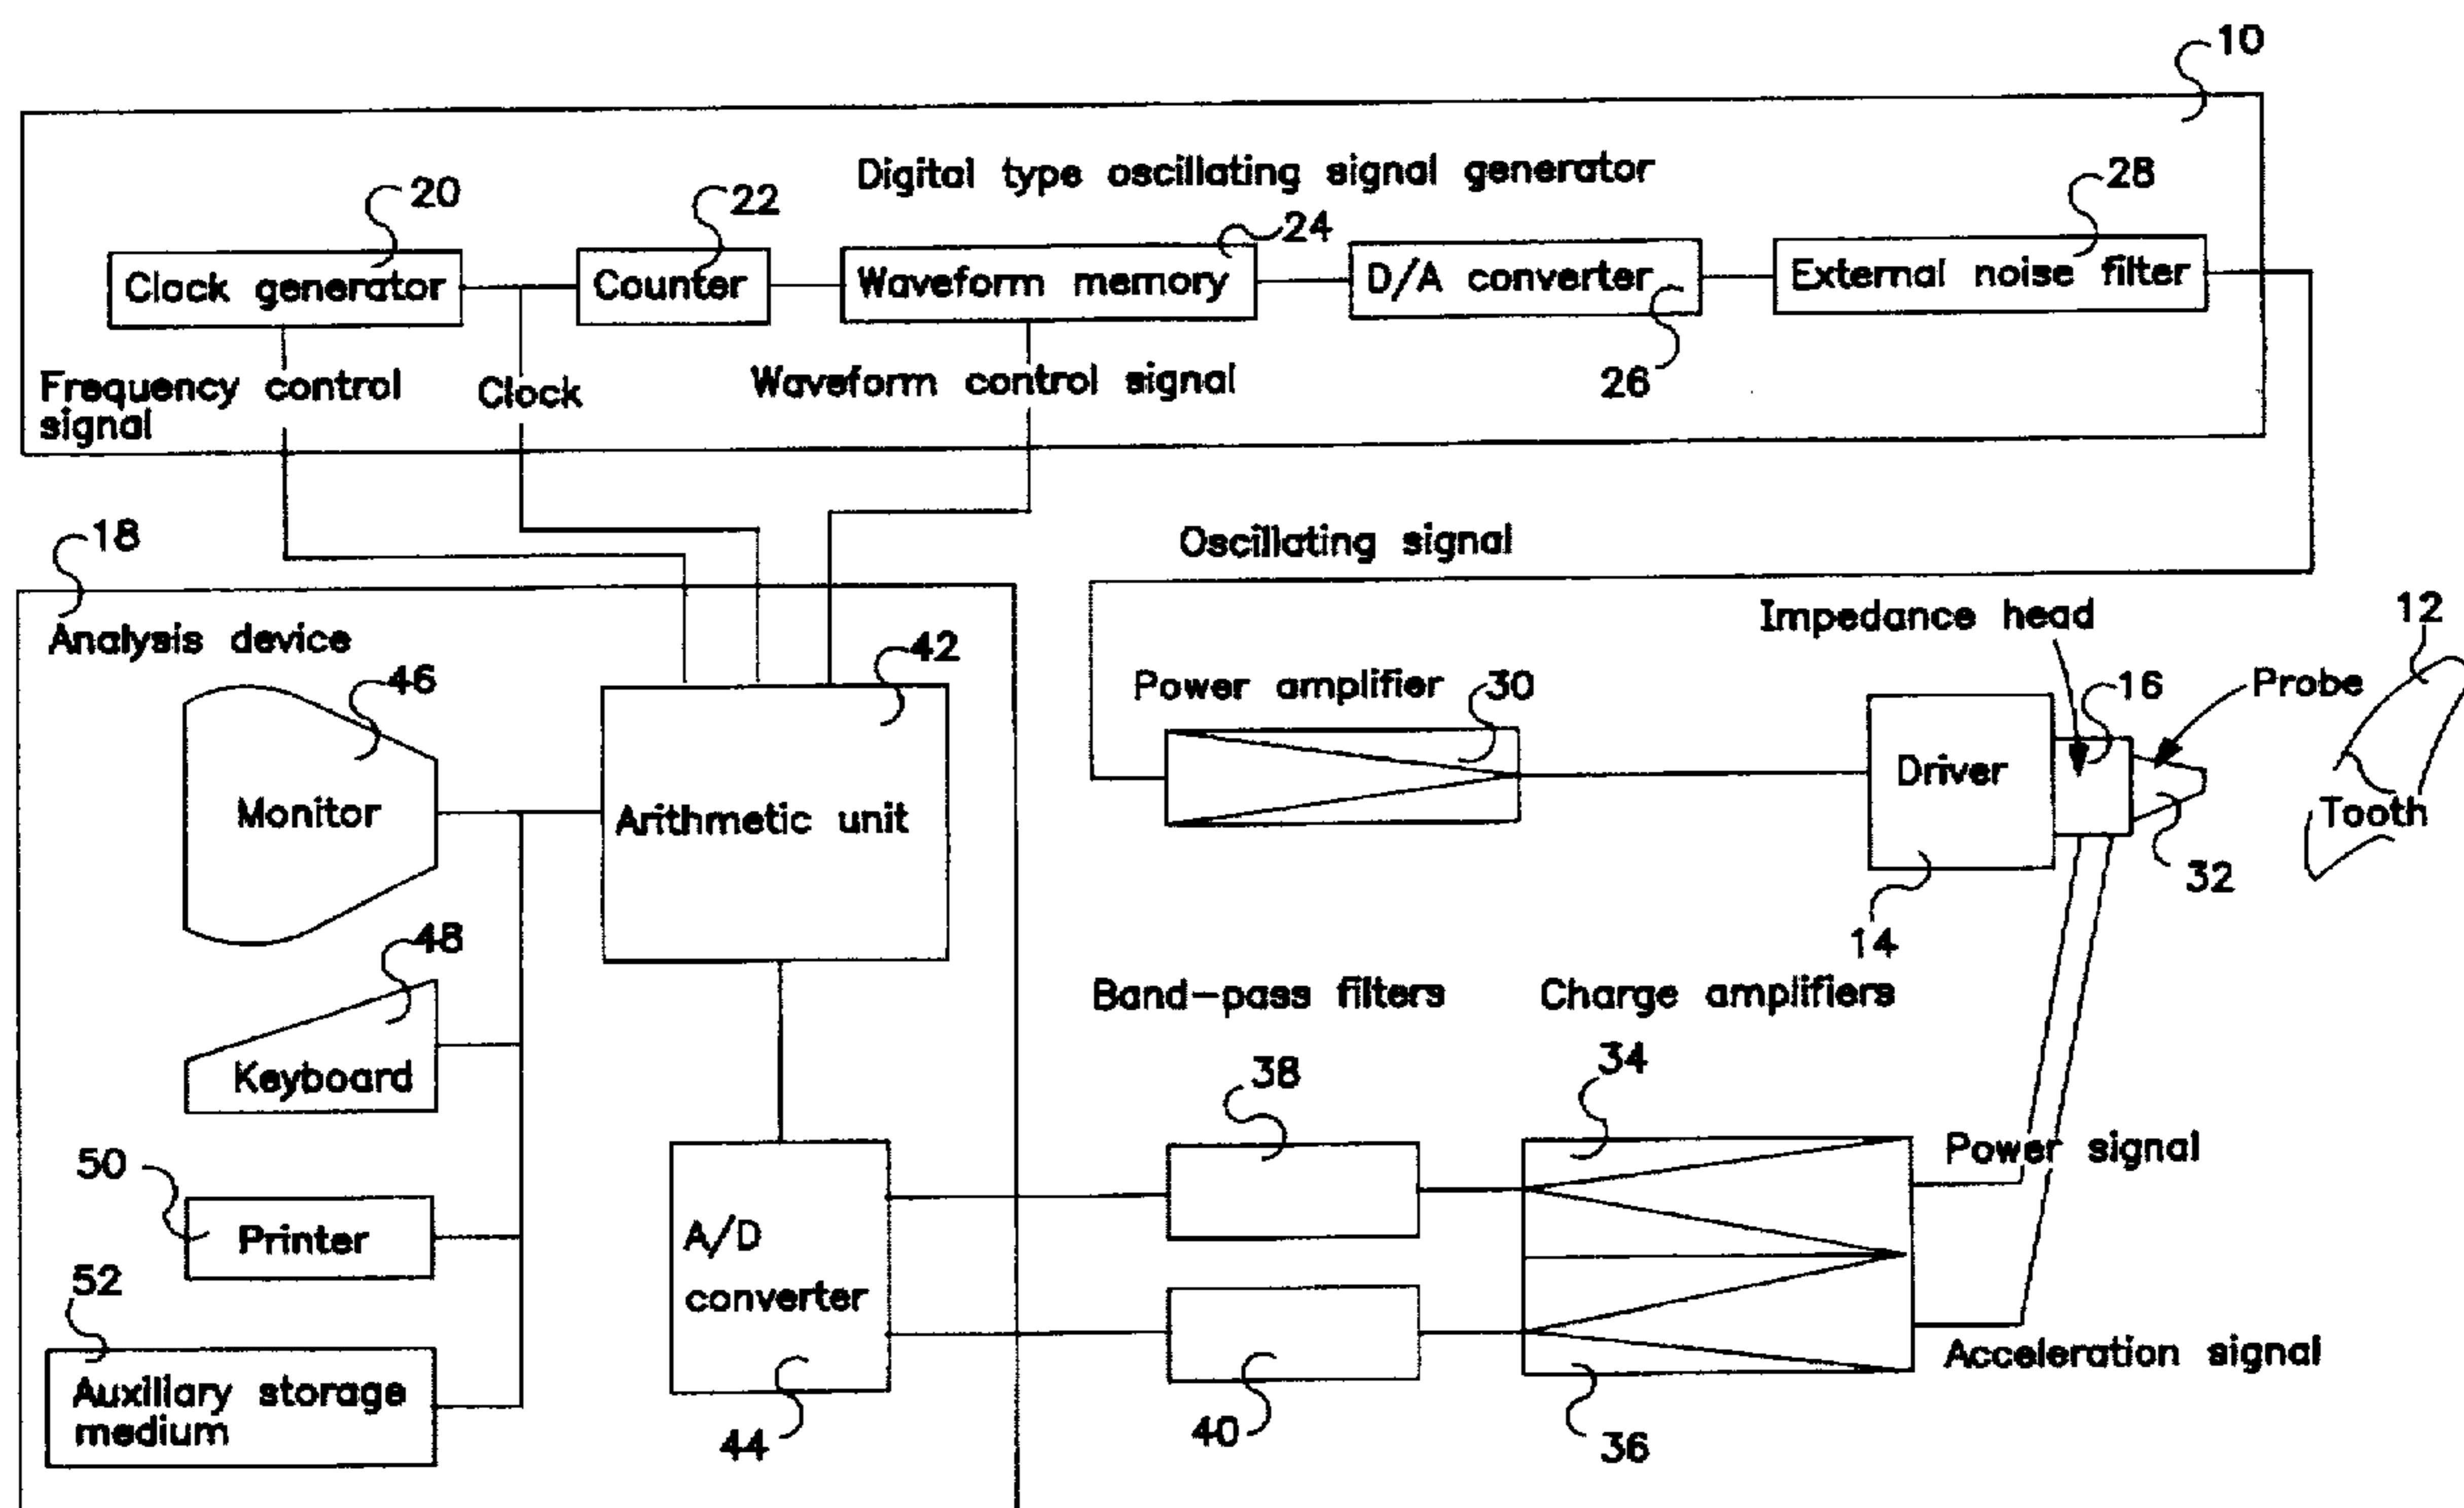 10
Digital type oscillating signal generator
20
22
24
28
Clock generator
Counter
Waveform memory
D/A converter
External noise filter
26
Frequency control
signal
Clock
Waveform control signal
18
Oscillating signal
Analysis device
46
42
Monitor
Arithmetic unit
Power amplifier
30
Impedance head
16
Probe
12
Driver
Tooth
32
14
48
Keyboard
Band-pass filters
Charge amplifiers
38
34
50
Printer
A/D
converter
Power signal
52
Auxiliary storage
medium
44
40
36
Acceleration signal